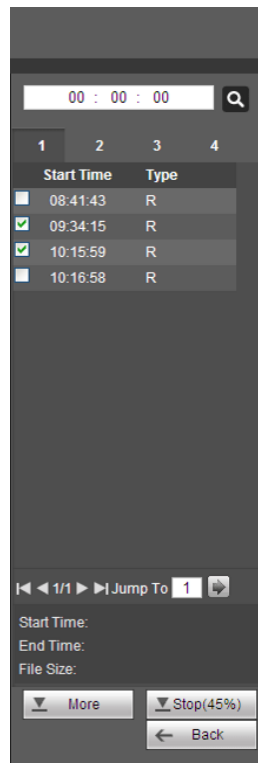 00 : 00 : 00
1 2 3 4
Start Time Type
08:41:43 R
09:34:15 R
10:15:59 R
10:16:58 R
1/1 Jump To 1
Start Time:
End Time:
File Size:
More Stop(45%)
Back